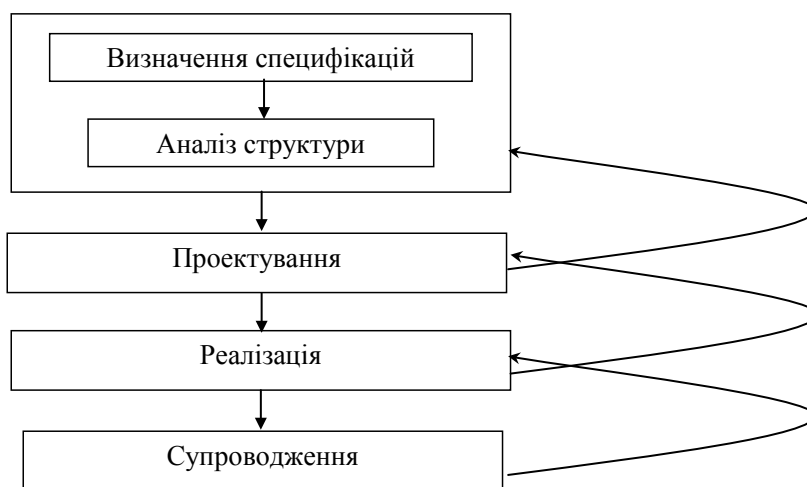 Визначення специфікацій
Аналіз структури
Проектування
Реалізація
Супроводження